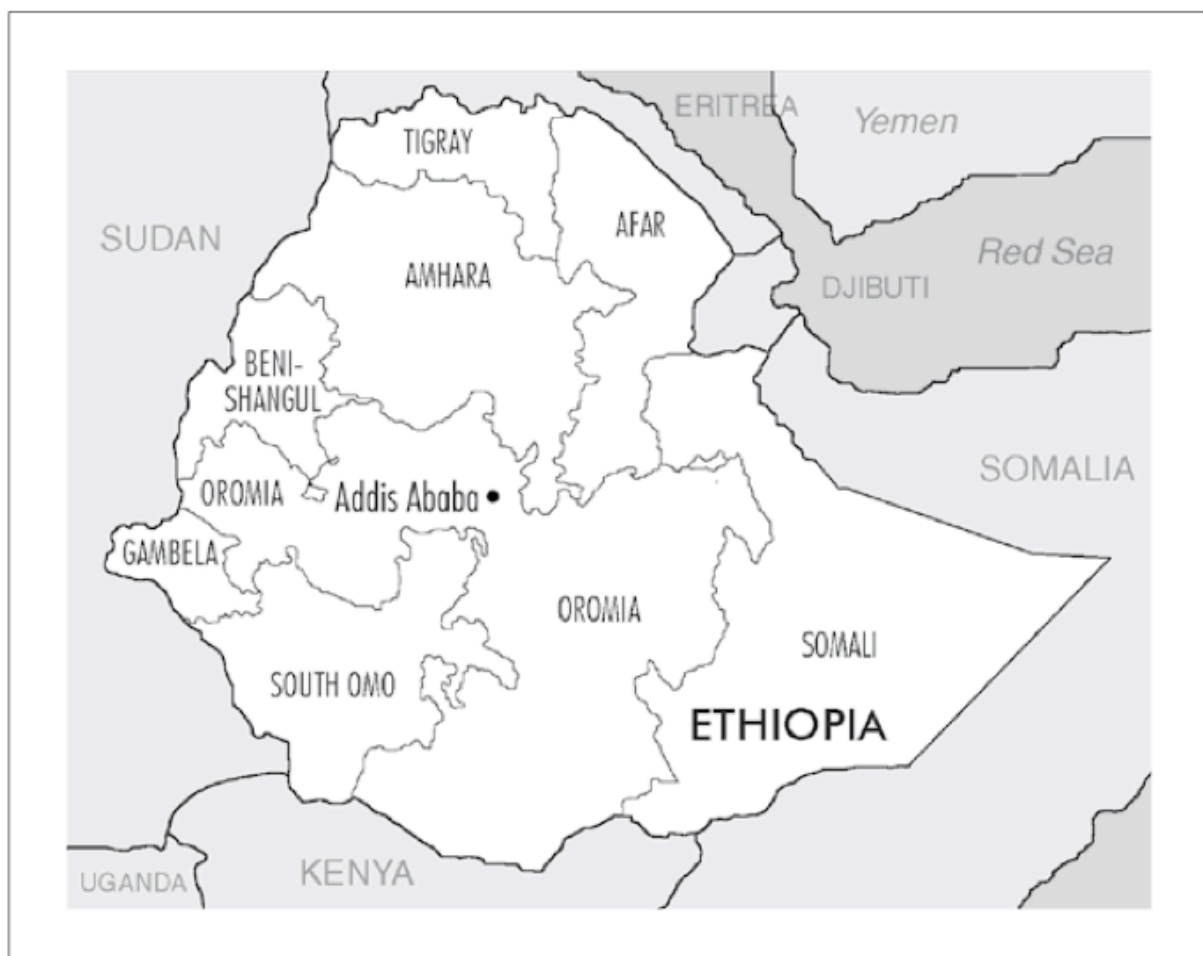 ERITREA
Yemen
TIGRAY
SUDAN
AFAR
Red Sea
AMHARA
DJIBUTI
BENI-
SHANGUL
SOMALIA
OROMIA
Addis Ababa
GAMBELA
OROMIA
SOMALI
SOUTH OMO
ETHIOPIA
KENYA
UGANDA